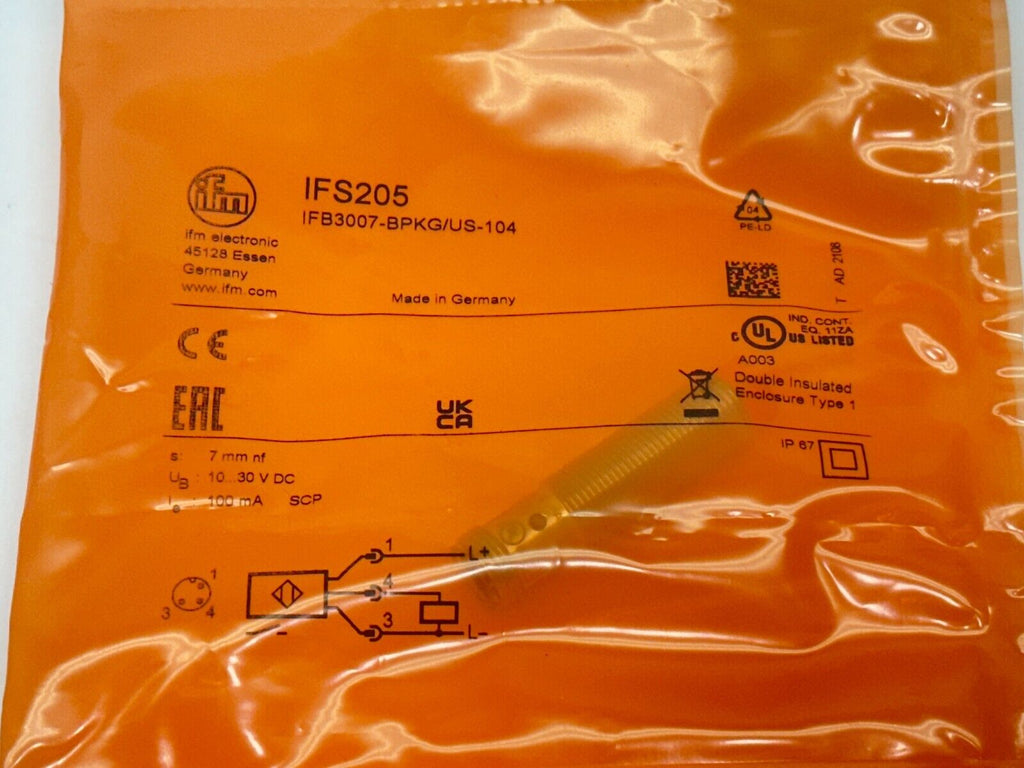 ifm
ifm electronic
45128 Essen
Germany
www.ifm.com
IFS205
IFB3007-BPKG/US-104
Made in Germany
04
PE-LD
T AD 2108
CE
c UL US LISTED
IND. CONT.
EQ. 11ZA
A003
Double Insulated
Enclosure Type 1
EAC
UK
CA
IP 67
s: 7 mm nf
UB : 10...30 V DC
Ie : 100 mA SCP
1
3 4
1 L+
4
3 L-